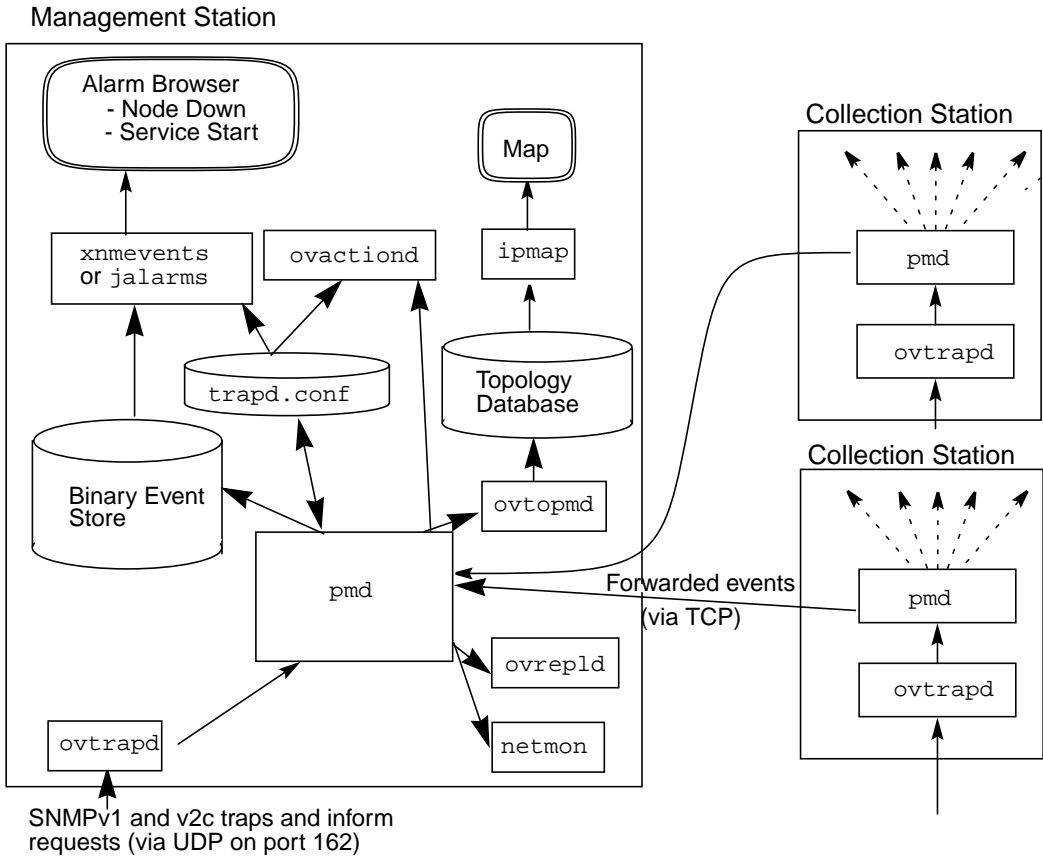 Management Station
Alarm Browser
- Node Down
- Service Start
Map
Collection Station
xnmevents
or jalarms
ovactiond
ipmap
pmd
ovtrapd
trapd.conf
Topology
Database
Collection Station
Binary Event
Store
ovtopmd
pmd
Forwarded events
(via TCP)
pmd
ovrepld
ovtrapd
ovtrapd
netmon
SNMPv1 and v2c traps and inform
requests (via UDP on port 162)